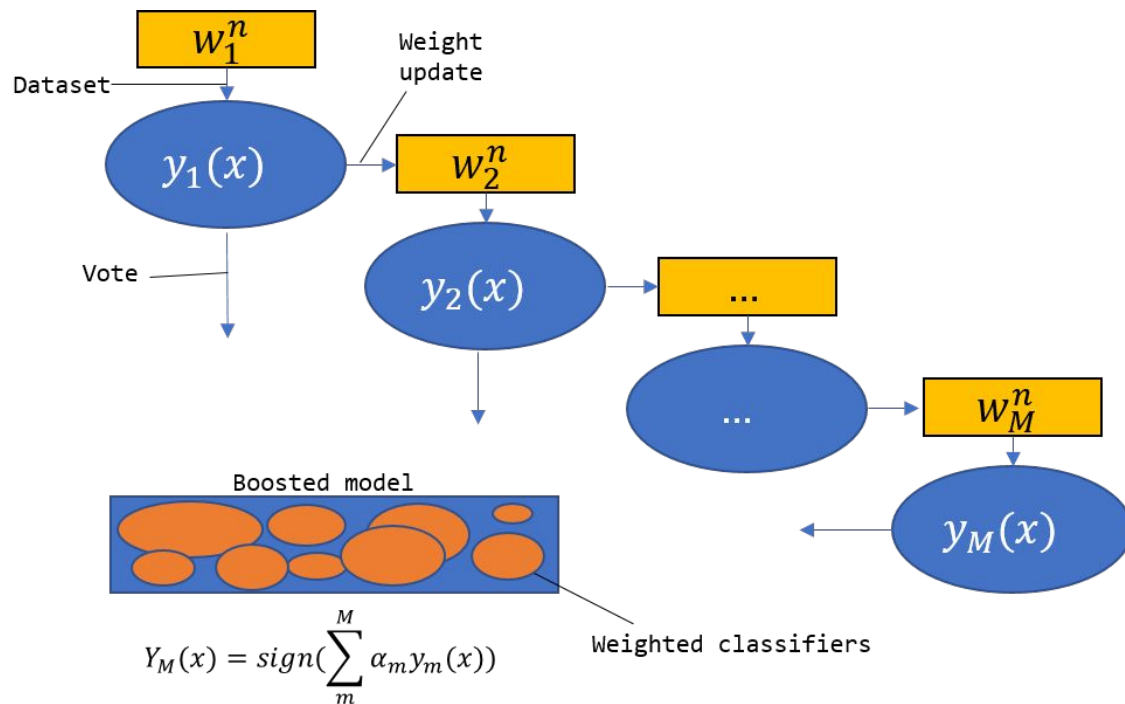 w_1^n
Weight
update
Dataset
y_1(x)
w_2^n
Vote
y_2(x)
...
...
w_M^n
Boosted model
y_M(x)
Weighted classifiers
Y_M(x) = sign(∑_m^M α_m y_m(x))